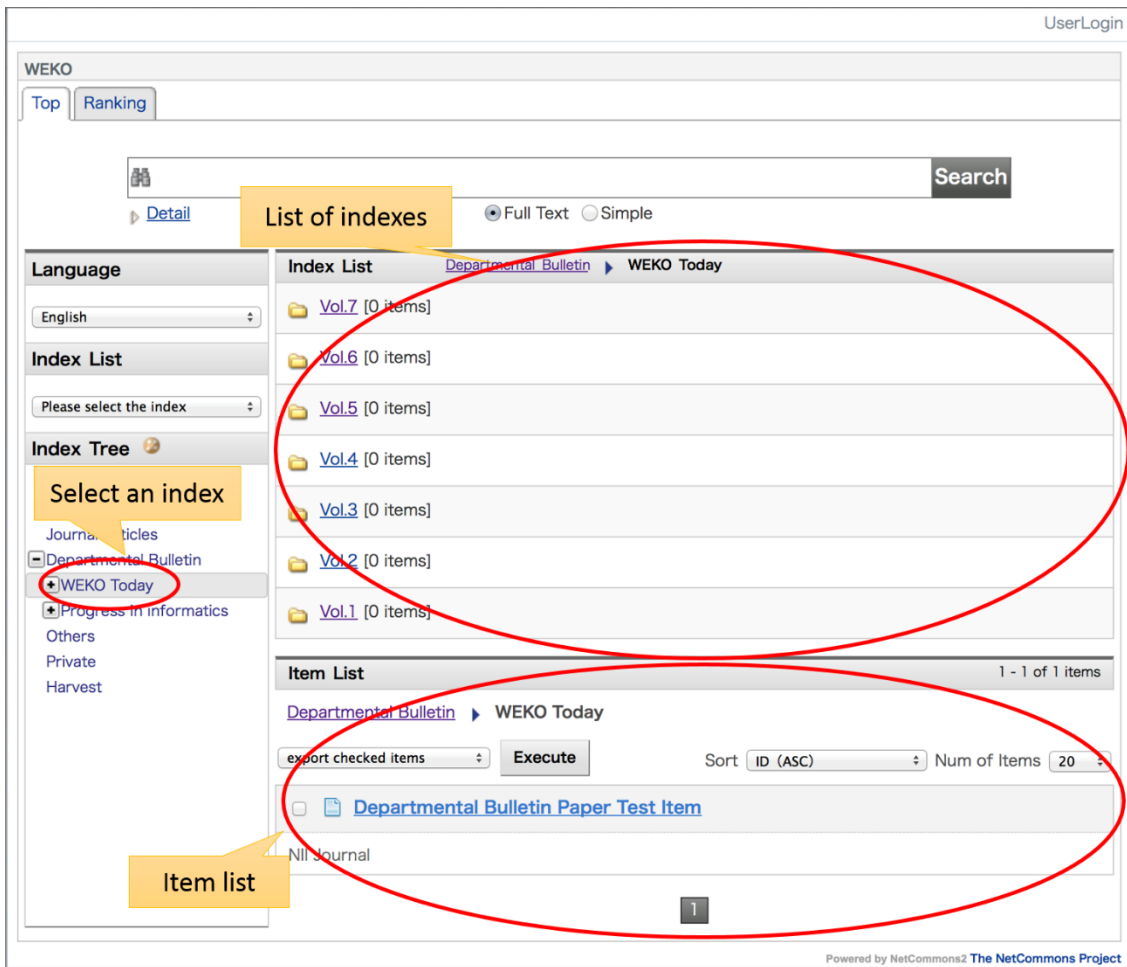 UserLogin
WEKO
Top Ranking
Search
Detail
List of indexes
Full Text Simple
Language
English
Index List
Please select the index
Index Tree
Select an index
Journal Articles
Departmental Bulletin
WEKO Today
Progress in informatics
Others
Private
Harvest
Index List Departmental Bulletin WEKO Today
Vol.7 [0 items]
Vol.6 [0 items]
Vol.5 [0 items]
Vol.4 [0 items]
Vol.3 [0 items]
Vol.2 [0 items]
Vol.1 [0 items]
Item List 1 - 1 of 1 items
Departmental Bulletin WEKO Today
export checked items Execute Sort ID (ASC) Num of Items 20
Departmental Bulletin Paper Test Item
NII Journal
Item list
1
Powered by NetCommons2 The NetCommons Project